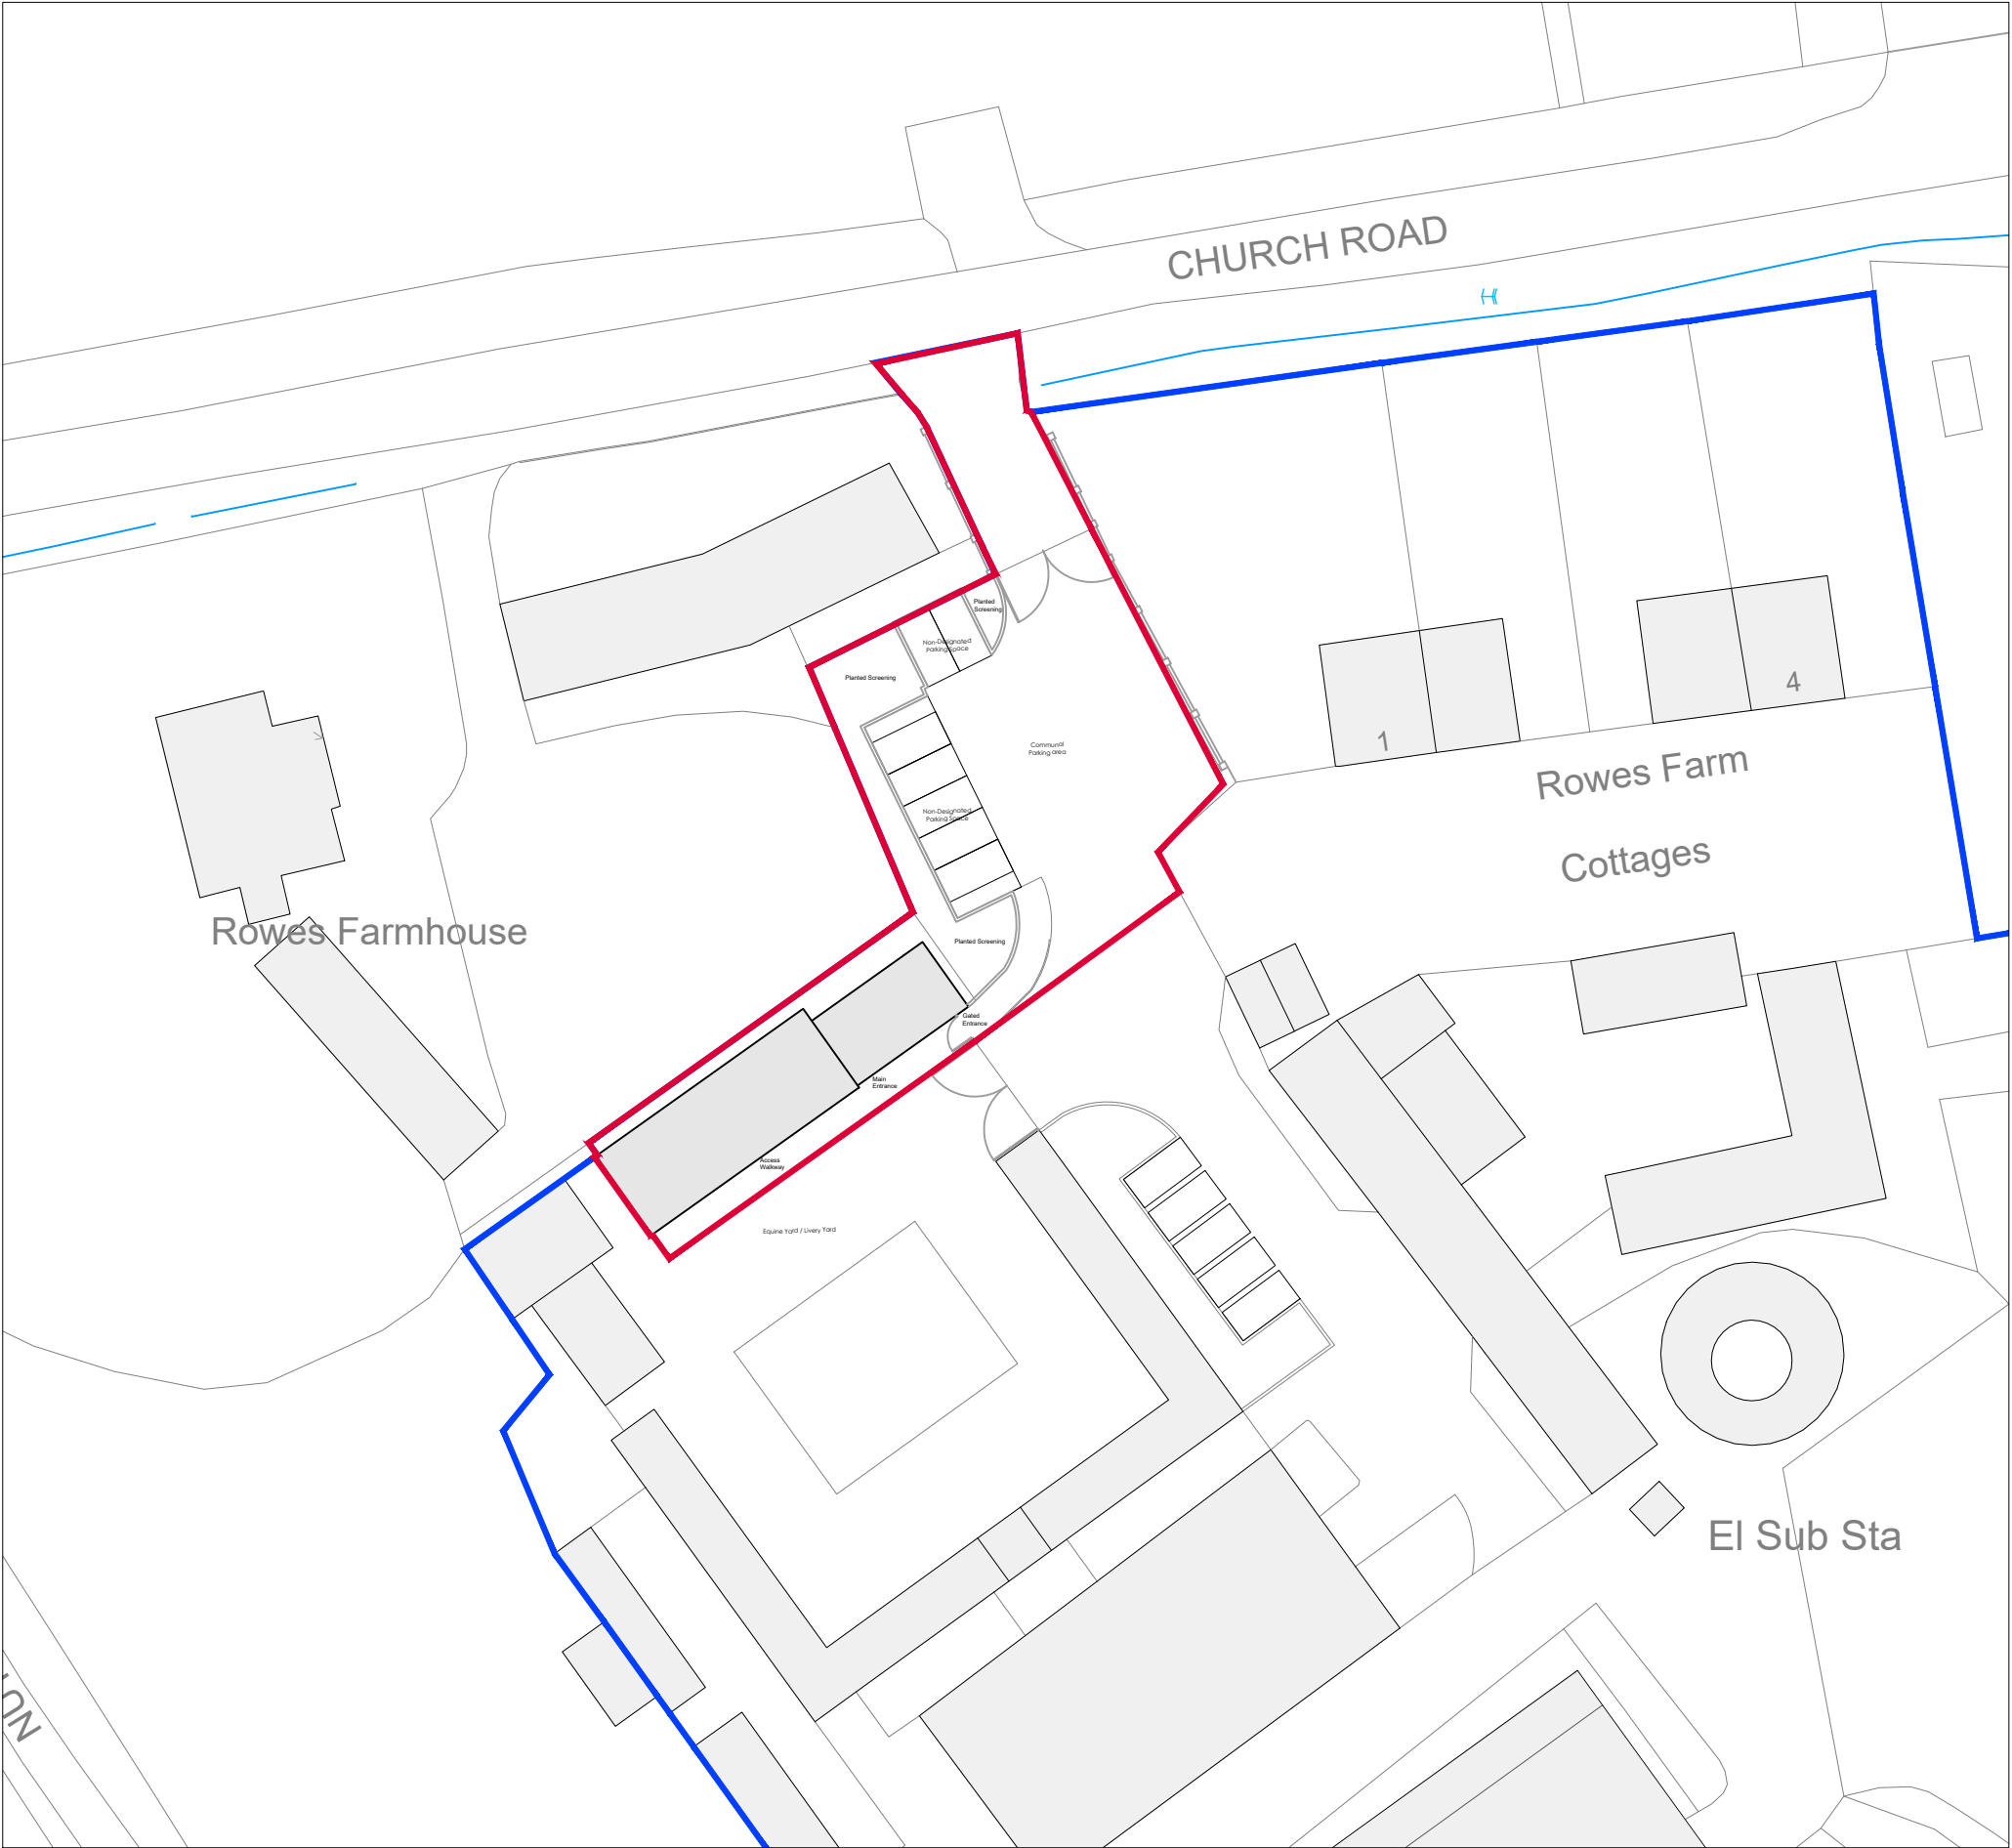 CHURCH ROAD
Planted
Screening
Non-Designated
Parking Space
Planted Screening
1
4
Communal
Parking area
Rowes Farm
Non-Designated
Parking Space
Cottages
Rowes Farmhouse
Planted Screening
Gated
Entrance
Main
Entrance
Access
Walkway
Equine Yard / Livery Yard
El Sub Sta